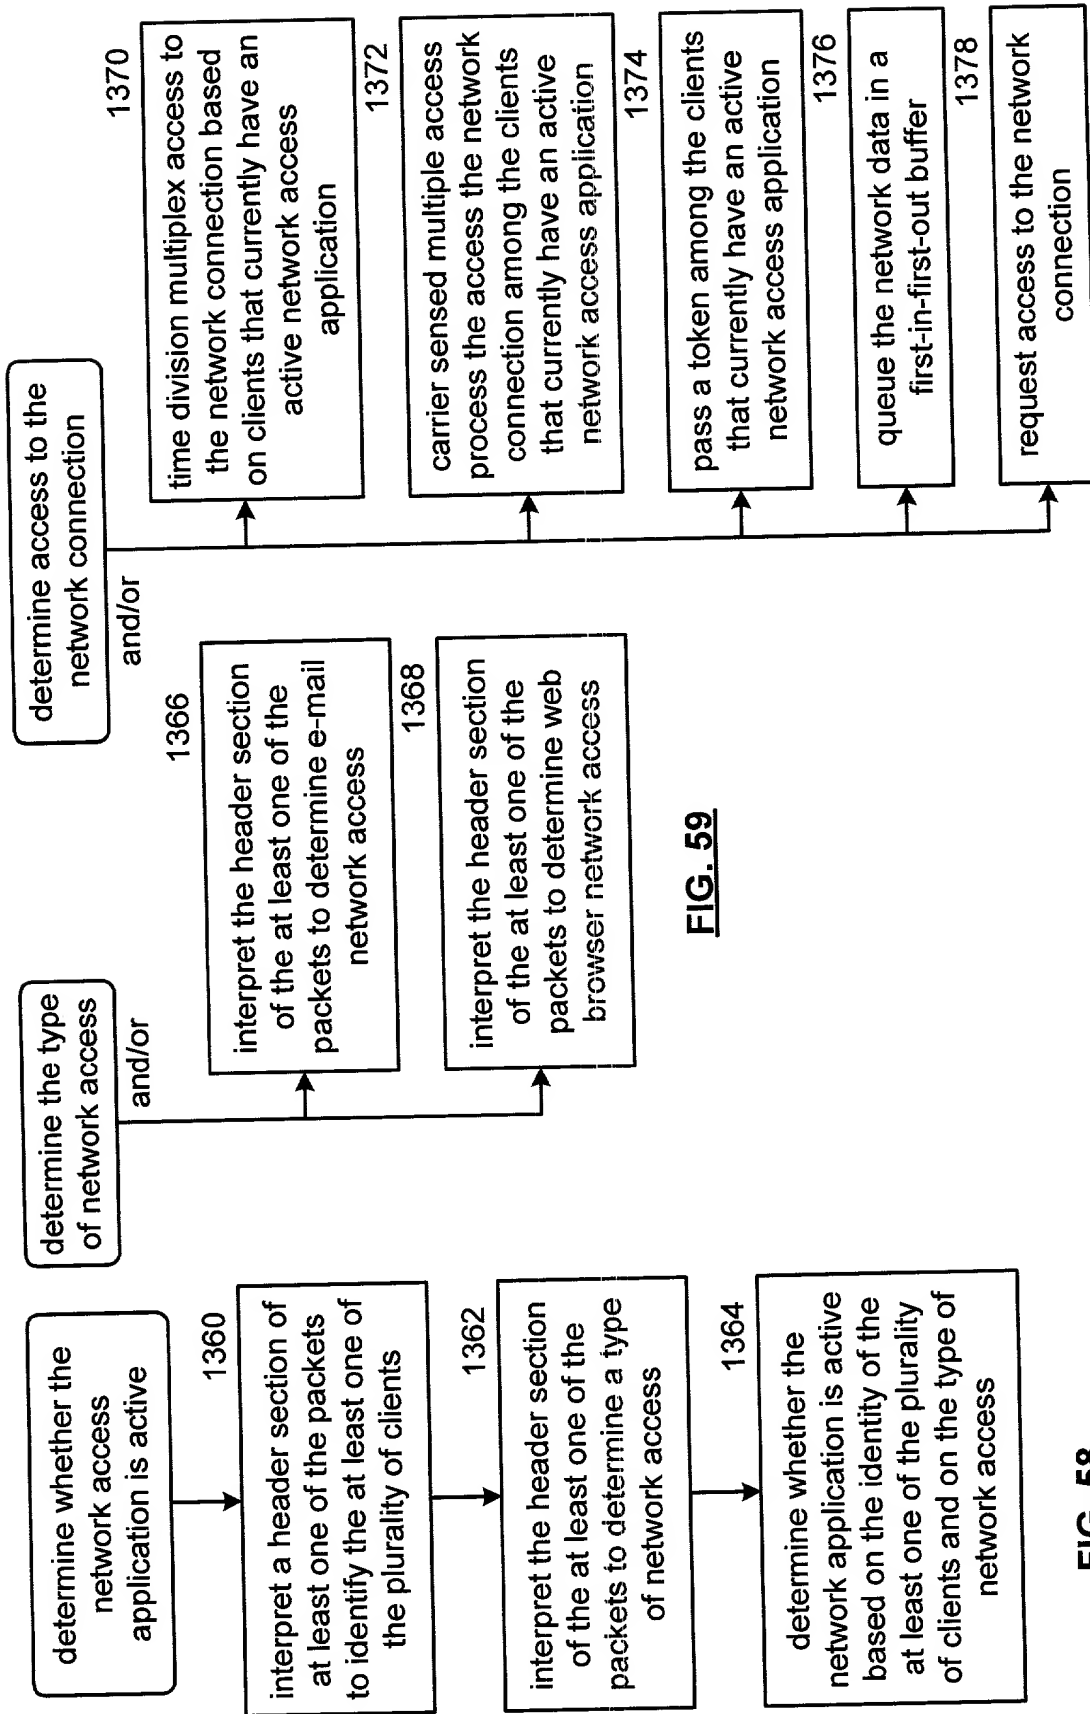 determine whether the
network access
application is active
1360
interpret a header section of
at least one of the packets
to identify the at least one of
the plurality of clients
1362
interpret the header section
of the at least one of the
packets to determine a type
of network access
1364
determine whether the
network application is active
based on the identity of the
at least one of the plurality
of clients and on the type of
network access
FIG. 58
determine the type
of network access
and/or
1366
interpret the header section
of the at least one of the
packets to determine e-mail
network access
1368
interpret the header section
of the at least one of the
packets to determine web
browser network access
FIG. 59
determine access to the
network connection
and/or
1370
time division multiplex access to
the network connection based
on clients that currently have an
active network access
application
1372
carrier sensed multiple access
process the access the network
connection among the clients
that currently have an active
network access application
1374
pass a token among the clients
that currently have an active
network access application
1376
queue the network data in a
first-in-first-out buffer
1378
request access to the network
connection